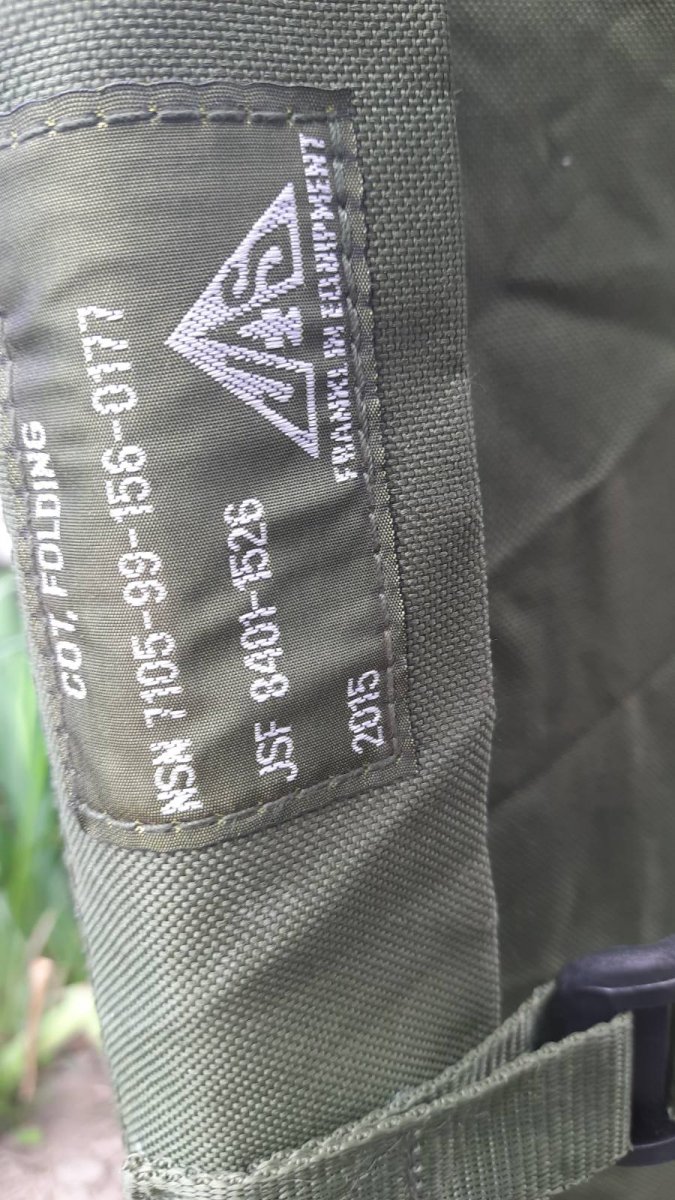 COT, FOLDING
NSN 7105-99-156-0177
JSF 8401-1526
2015
FRANKLIN EQUIPMENT